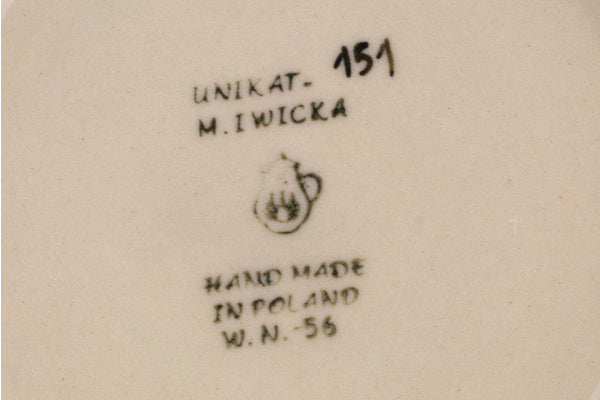 UNIKAT- 151
M. IWICKA
HAND MADE
IN POLAND
W. N. -56